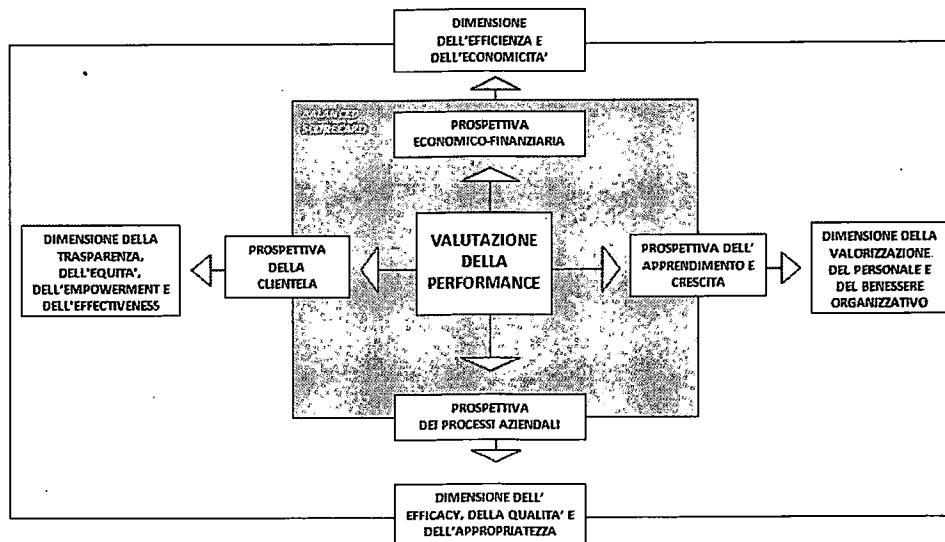 DIMENSIONE
DELL'EFFICIENZA E
DELL'ECONOMICITA'
BALANCED
SCORECARD
PROSPETTIVA
ECONOMICO-FINANZIARIA
DIMENSIONE DELLA
TRASPARENZA,
DELL'EQUITA',
DELL'EMPOWERMENT E
DELL'EFFECTIVENESS
PROSPETTIVA
DELLA
CLIENTELA
VALUTAZIONE
DELLA
PERFORMANCE
PROSPETTIVA DELL'
APPRENDIMENTO E
CRESCITA
DIMENSIONE DELLA
VALORIZZAZIONE
DEL PERSONALE E
DEL BENESSERE
ORGANIZZATIVO
PROSPETTIVA
DEI PROCESSI AZIENDALI
DIMENSIONE DELL'
EFFICACY, DELLA QUALITA' E
DELL'APPROPRIATEZZA